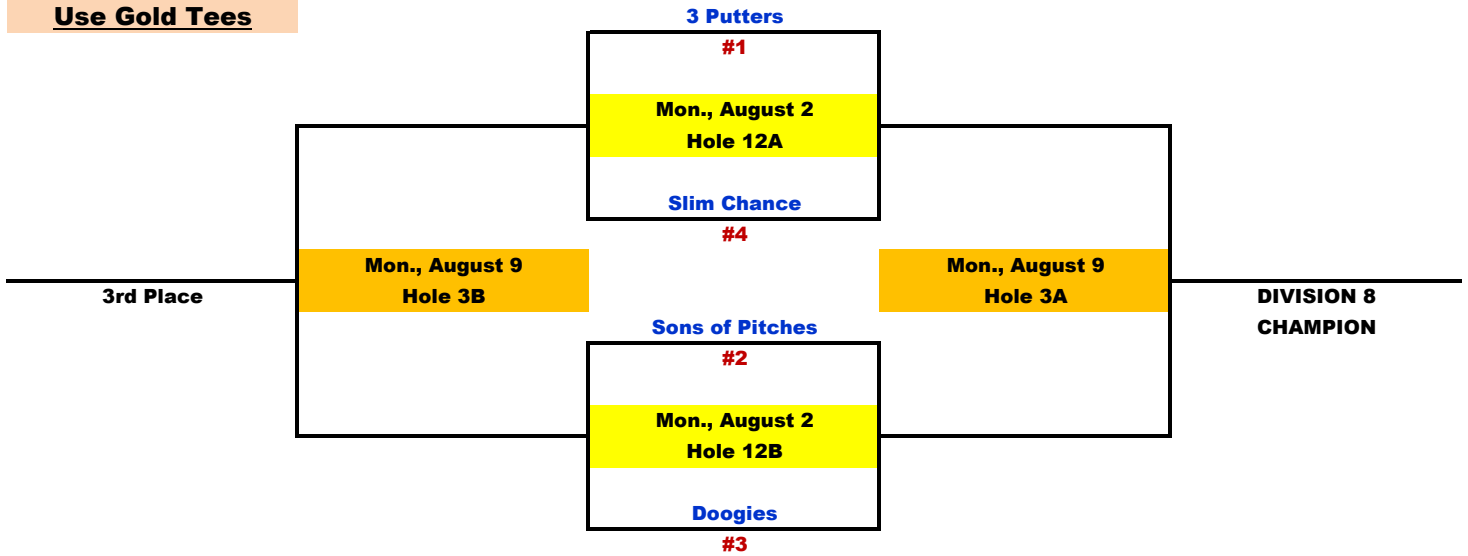 Use Gold Tees
3 Putters
#1
Mon., August 2
Hole 12A
Slim Chance
#4
Mon., August 9
Hole 3B
3rd Place
Mon., August 9
Hole 3A
DIVISION 8
CHAMPION
Sons of Pitches
#2
Mon., August 2
Hole 12B
Doogies
#3